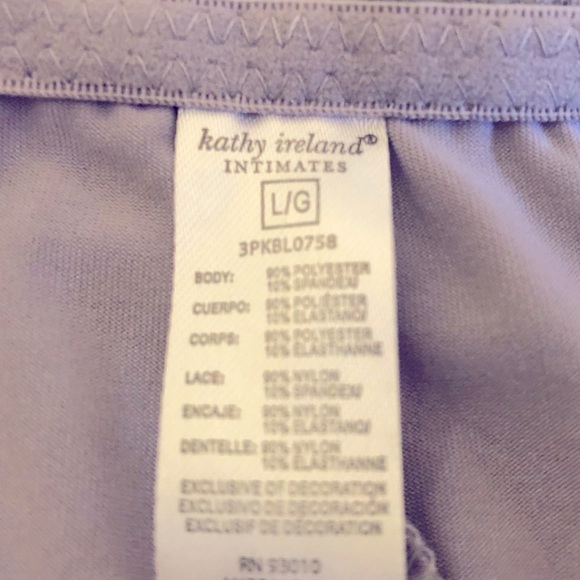 kathy ireland®
INTIMATES
L/G
3PKBL0758
BODY: 90% POLYESTER
10% SPANDEX/
CUERPO: 90% POLIÉSTER
10% ELASTANO/
CORPS: 90% POLYESTER
10% ELASTHANNE
LACE: 90% NYLON
10% SPANDEX/
ENCAJE: 90% NYLON
10% ELASTANO/
DENTELLE: 90% NYLON
10% ELASTHANNE
EXCLUSIVE OF DECORATION
EXCLUSIVO DE DECORACIÓN
EXCLUSIF DE DÉCORATION
RN 93010